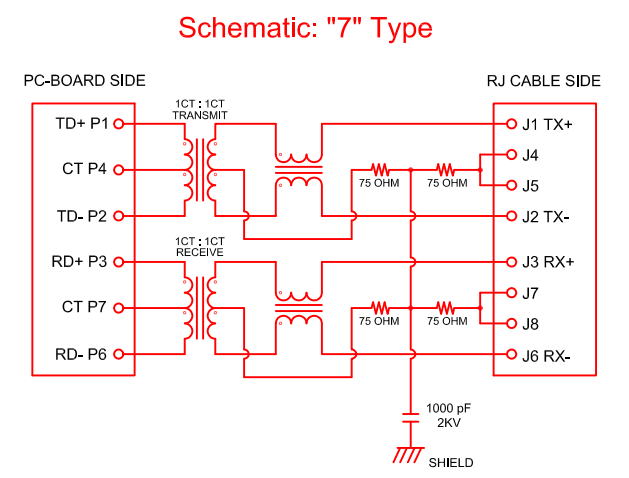 Schematic: "7" Type
PC-BOARD SIDE
RJ CABLE SIDE
1CT : 1CT
TRANSMIT
TD+ P1
J1 TX+
J4
CT P4
75 OHM
75 OHM
J5
TD- P2
J2 TX-
1CT : 1CT
RECEIVE
RD+ P3
J3 RX+
J7
CT P7
75 OHM
75 OHM
J8
RD- P6
J6 RX-
1000 pF
2KV
SHIELD